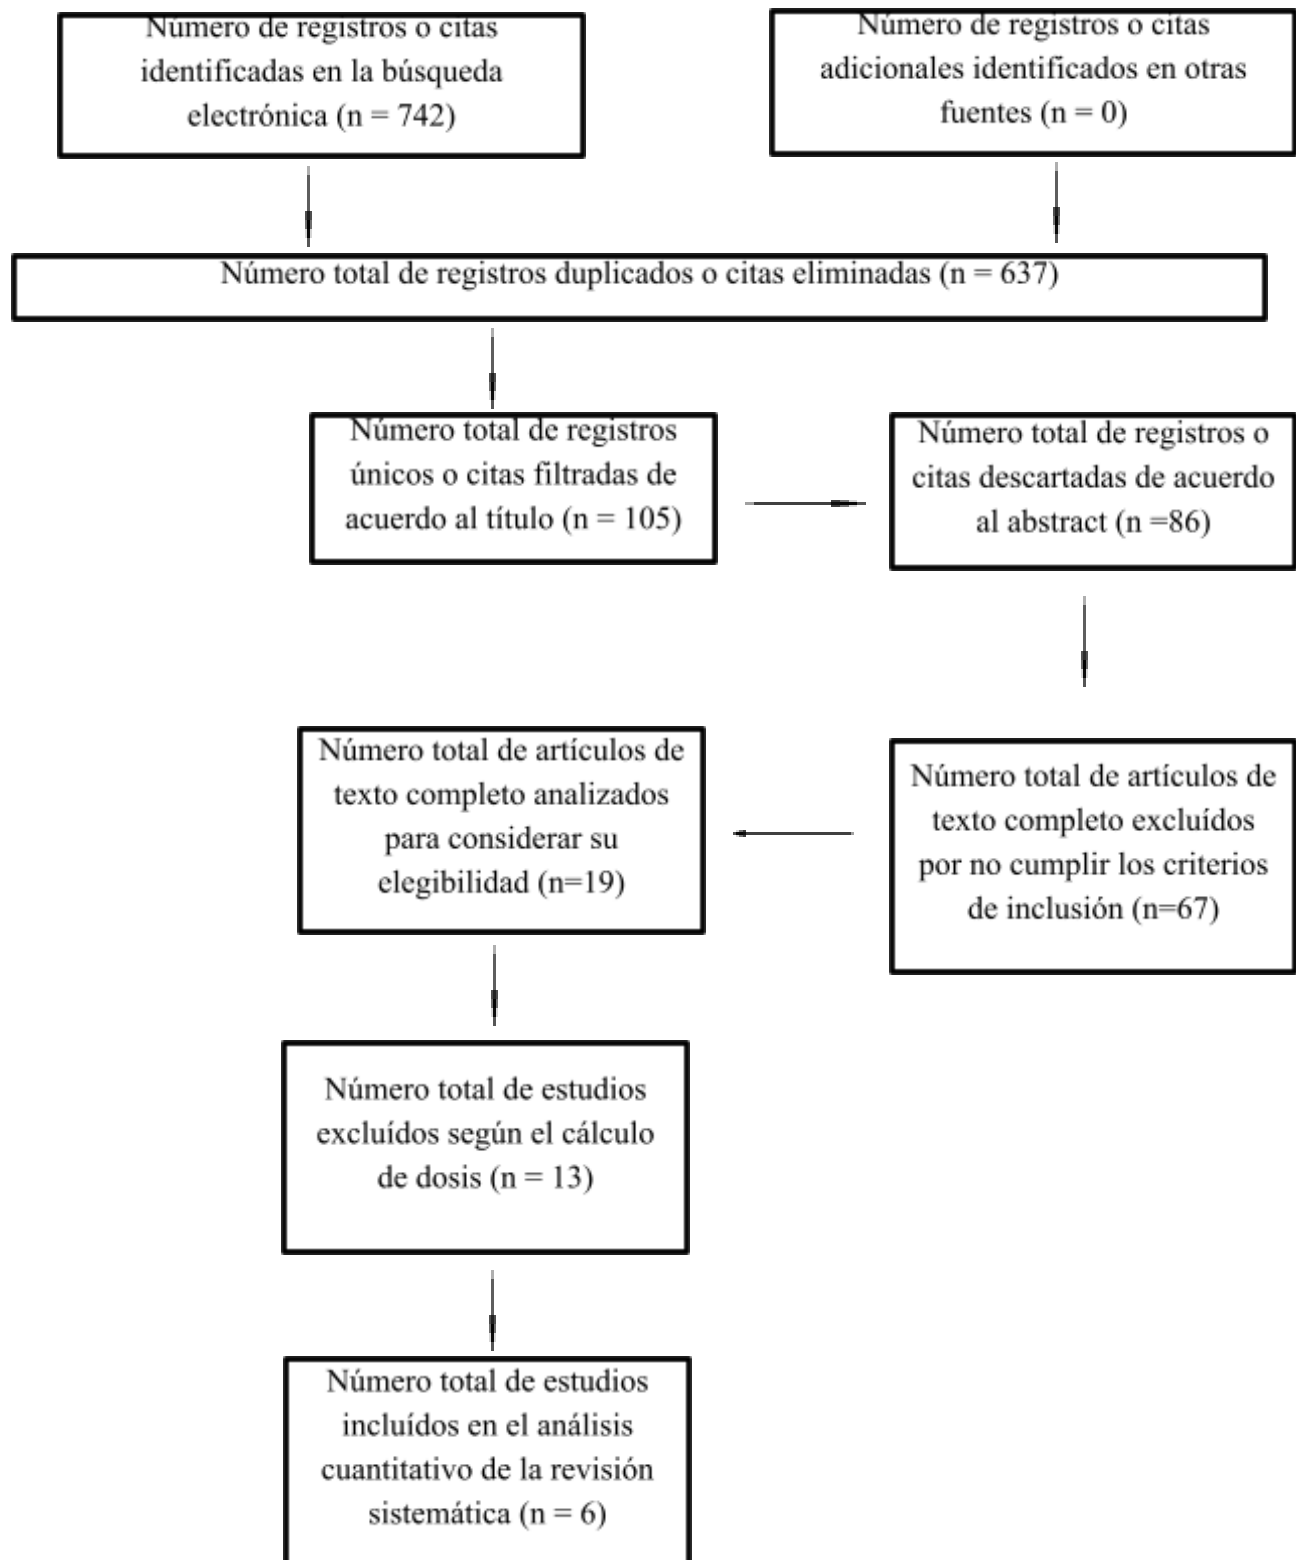 Número de registros o citas
identificadas en la búsqueda
electrónica (n = 742)
Número de registros o citas
adicionales identificados en otras
fuentes (n = 0)
Número total de registros duplicados o citas eliminadas (n = 637)
Número total de registros
únicos o citas filtradas de
acuerdo al título (n = 105)
Número total de registros o
citas descartadas de acuerdo
al abstract (n =86)
Número total de artículos de
texto completo analizados
para considerar su
elegibilidad (n=19)
Número total de artículos de
texto completo excluídos
por no cumplir los criterios
de inclusión (n=67)
Número total de estudios
excluídos según el cálculo
de dosis (n = 13)
Número total de estudios
incluídos en el análisis
cuantitativo de la revisión
sistemática (n = 6)